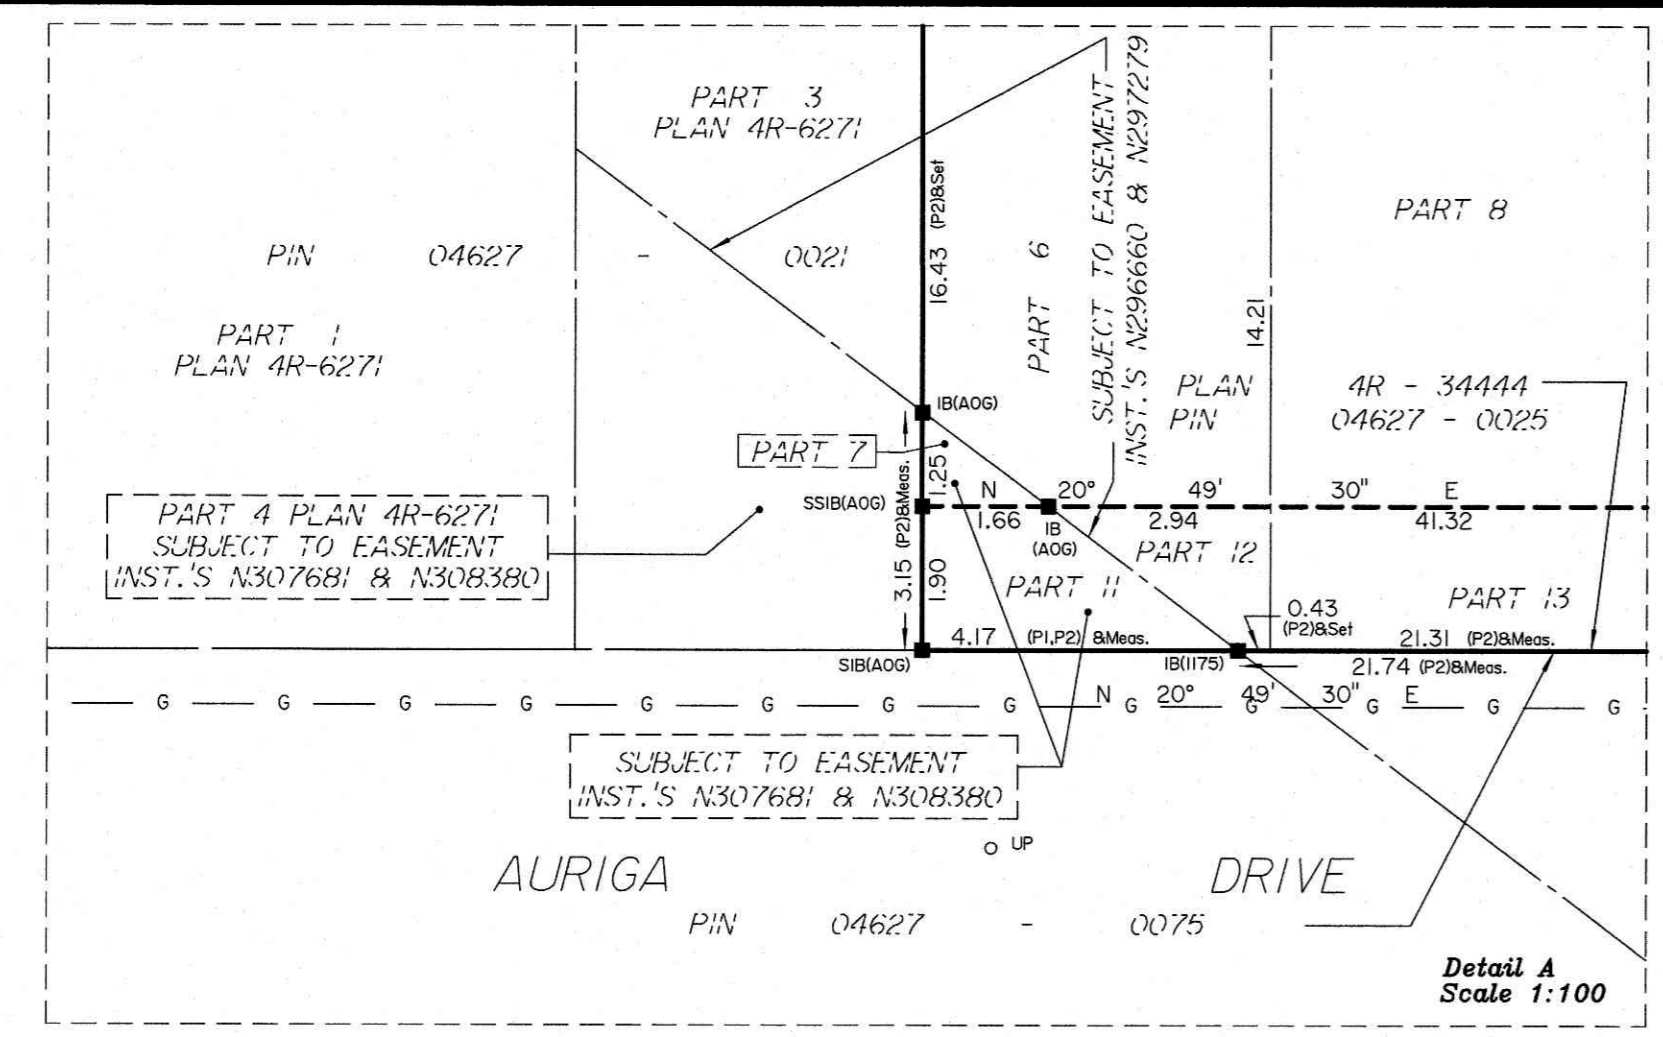 PART 3
PLAN 4R-6271
PIN 04627 - 0021
PART 1
PLAN 4R-6271
16.43 (P2)&Set
PART 6
SUBJECT TO EASEMENT
INST.'S N296660 & N297279
14.21
PART 8
PLAN 4R - 34444
PIN 04627 - 0025
IB(AOG)
PART 7
1.25
3.15 (P2)&Meas.
SSIB(AOG)
N 20° 49' 30" E
1.66
IB
(AOG)
2.94
41.32
PART 4 PLAN 4R-6271
SUBJECT TO EASEMENT
INST.'S N307681 & N308380
1.90
PART 11
PART 12
PART 13
0.43
(P2)&Set
4.17 (P1,P2) &Meas.
21.31 (P2)&Meas.
SIB(AOG)
IB(1175)
21.74 (P2)&Meas.
N 20° 49' 30" E
G G G G G G G G G G G G G
SUBJECT TO EASEMENT
INST.'S N307681 & N308380
UP
AURIGA DRIVE
PIN 04627 - 0075
Detail A
Scale 1:100